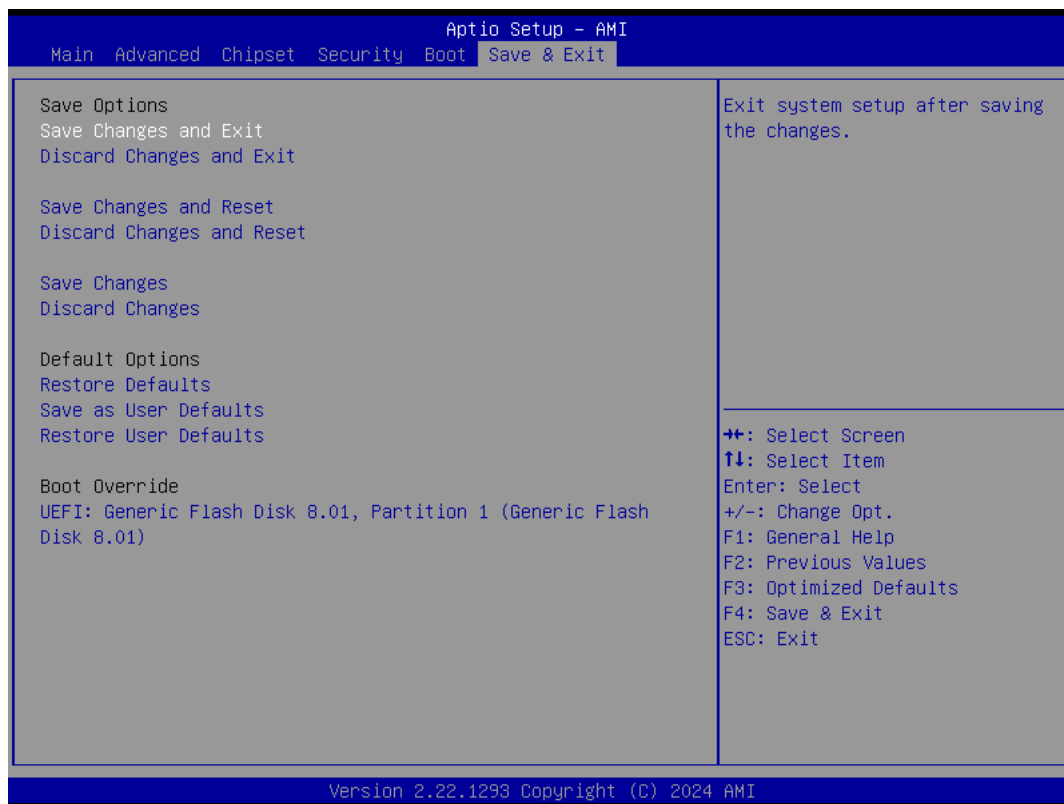 Aptio Setup – AMI
Main Advanced Chipset Security Boot Save & Exit
Save Options
Save Changes and Exit
Discard Changes and Exit
Save Changes and Reset
Discard Changes and Reset
Save Changes
Discard Changes
Default Options
Restore Defaults
Save as User Defaults
Restore User Defaults
Boot Override
UEFI: Generic Flash Disk 8.01, Partition 1 (Generic Flash
Disk 8.01)
Exit system setup after saving
the changes.
→←: Select Screen
↑↓: Select Item
Enter: Select
+/-: Change Opt.
F1: General Help
F2: Previous Values
F3: Optimized Defaults
F4: Save & Exit
ESC: Exit
Version 2.22.1293 Copyright (C) 2024 AMI